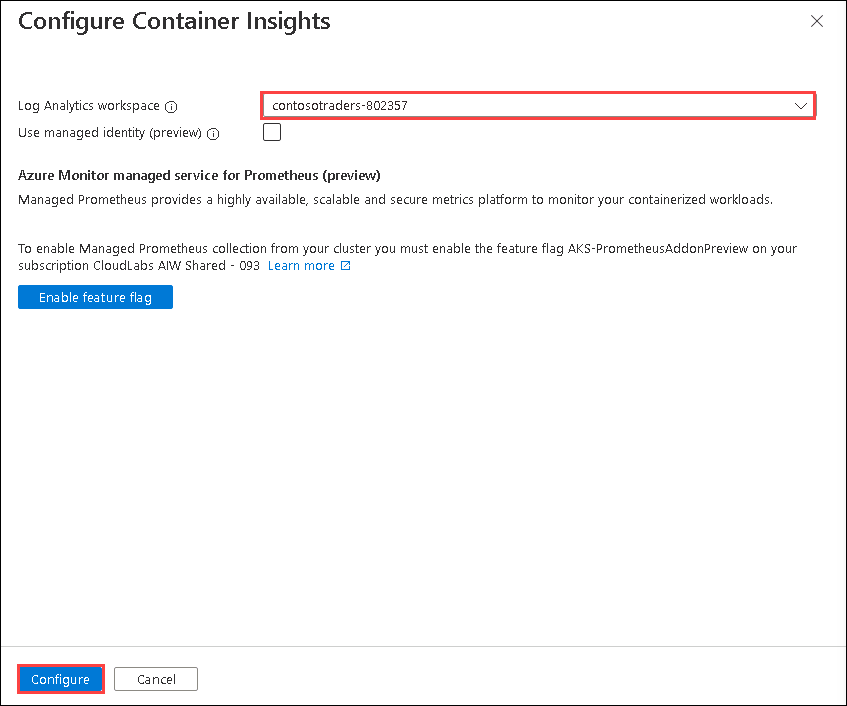 Configure Container Insights
Log Analytics workspace
contosotraders-802357
Use managed identity (preview)
Azure Monitor managed service for Prometheus (preview)
Managed Prometheus provides a highly available, scalable and secure metrics platform to monitor your containerized workloads.
To enable Managed Prometheus collection from your cluster you must enable the feature flag AKS-PrometheusAddonPreview on your
subscription CloudLabs AIW Shared - 093 Learn more
Enable feature flag
Configure Cancel